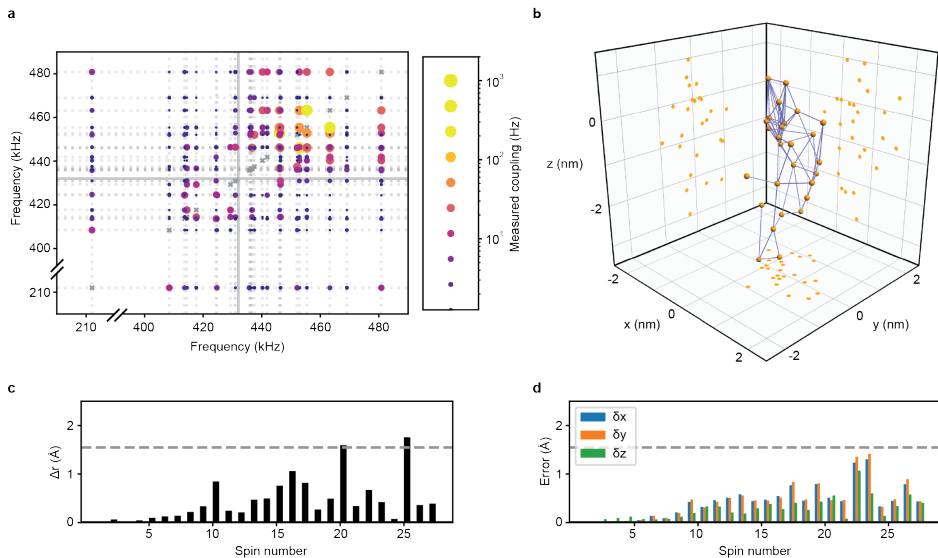 a
b
480
460
440
420
400
210
Frequency (kHz)
210
400
420
440
460
480
Frequency (kHz)
10³
10²
10¹
Measured coupling (Hz)
0
-2
z (nm)
-2
0
2
x (nm)
2
0
-2
y (nm)
c
d
2
1
0
Δr (Å)
5
10
15
20
25
Spin number
2
1
0
Error (Å)
δx
δy
δz
5
10
15
20
25
Spin number